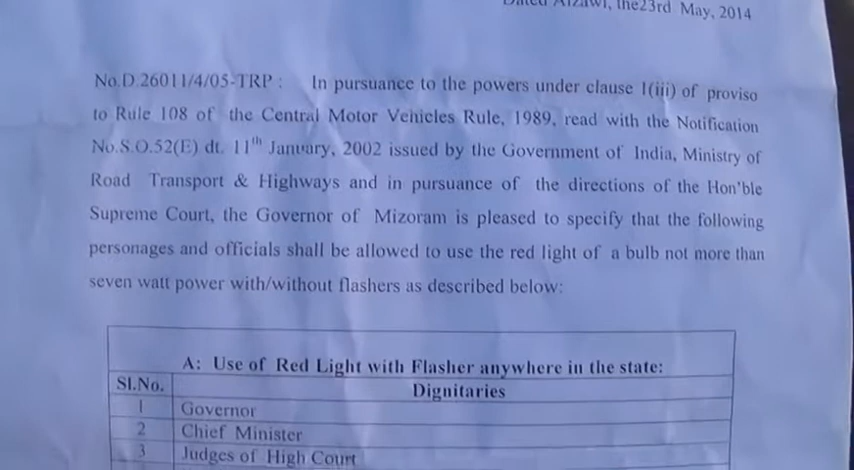 Dated Aizawl, the23rd May, 2014
No.D.26011/4/05-TRP : In pursuance to the powers under clause 1(iii) of proviso
to Rule 108 of the Central Motor Vehicles Rule, 1989, read with the Notification
No.S.O.52(E) dt. 11th January, 2002 issued by the Government of India, Ministry of
Road Transport & Highways and in pursuance of the directions of the Hon'ble
Supreme Court, the Governor of Mizoram is pleased to specify that the following
personages and officials shall be allowed to use the red light of a bulb not more than
seven watt power with/without flashers as described below:
A: Use of Red Light with Flasher anywhere in the state:
Sl.No. Dignitaries
1 Governor
2 Chief Minister
3 Judges of High Court